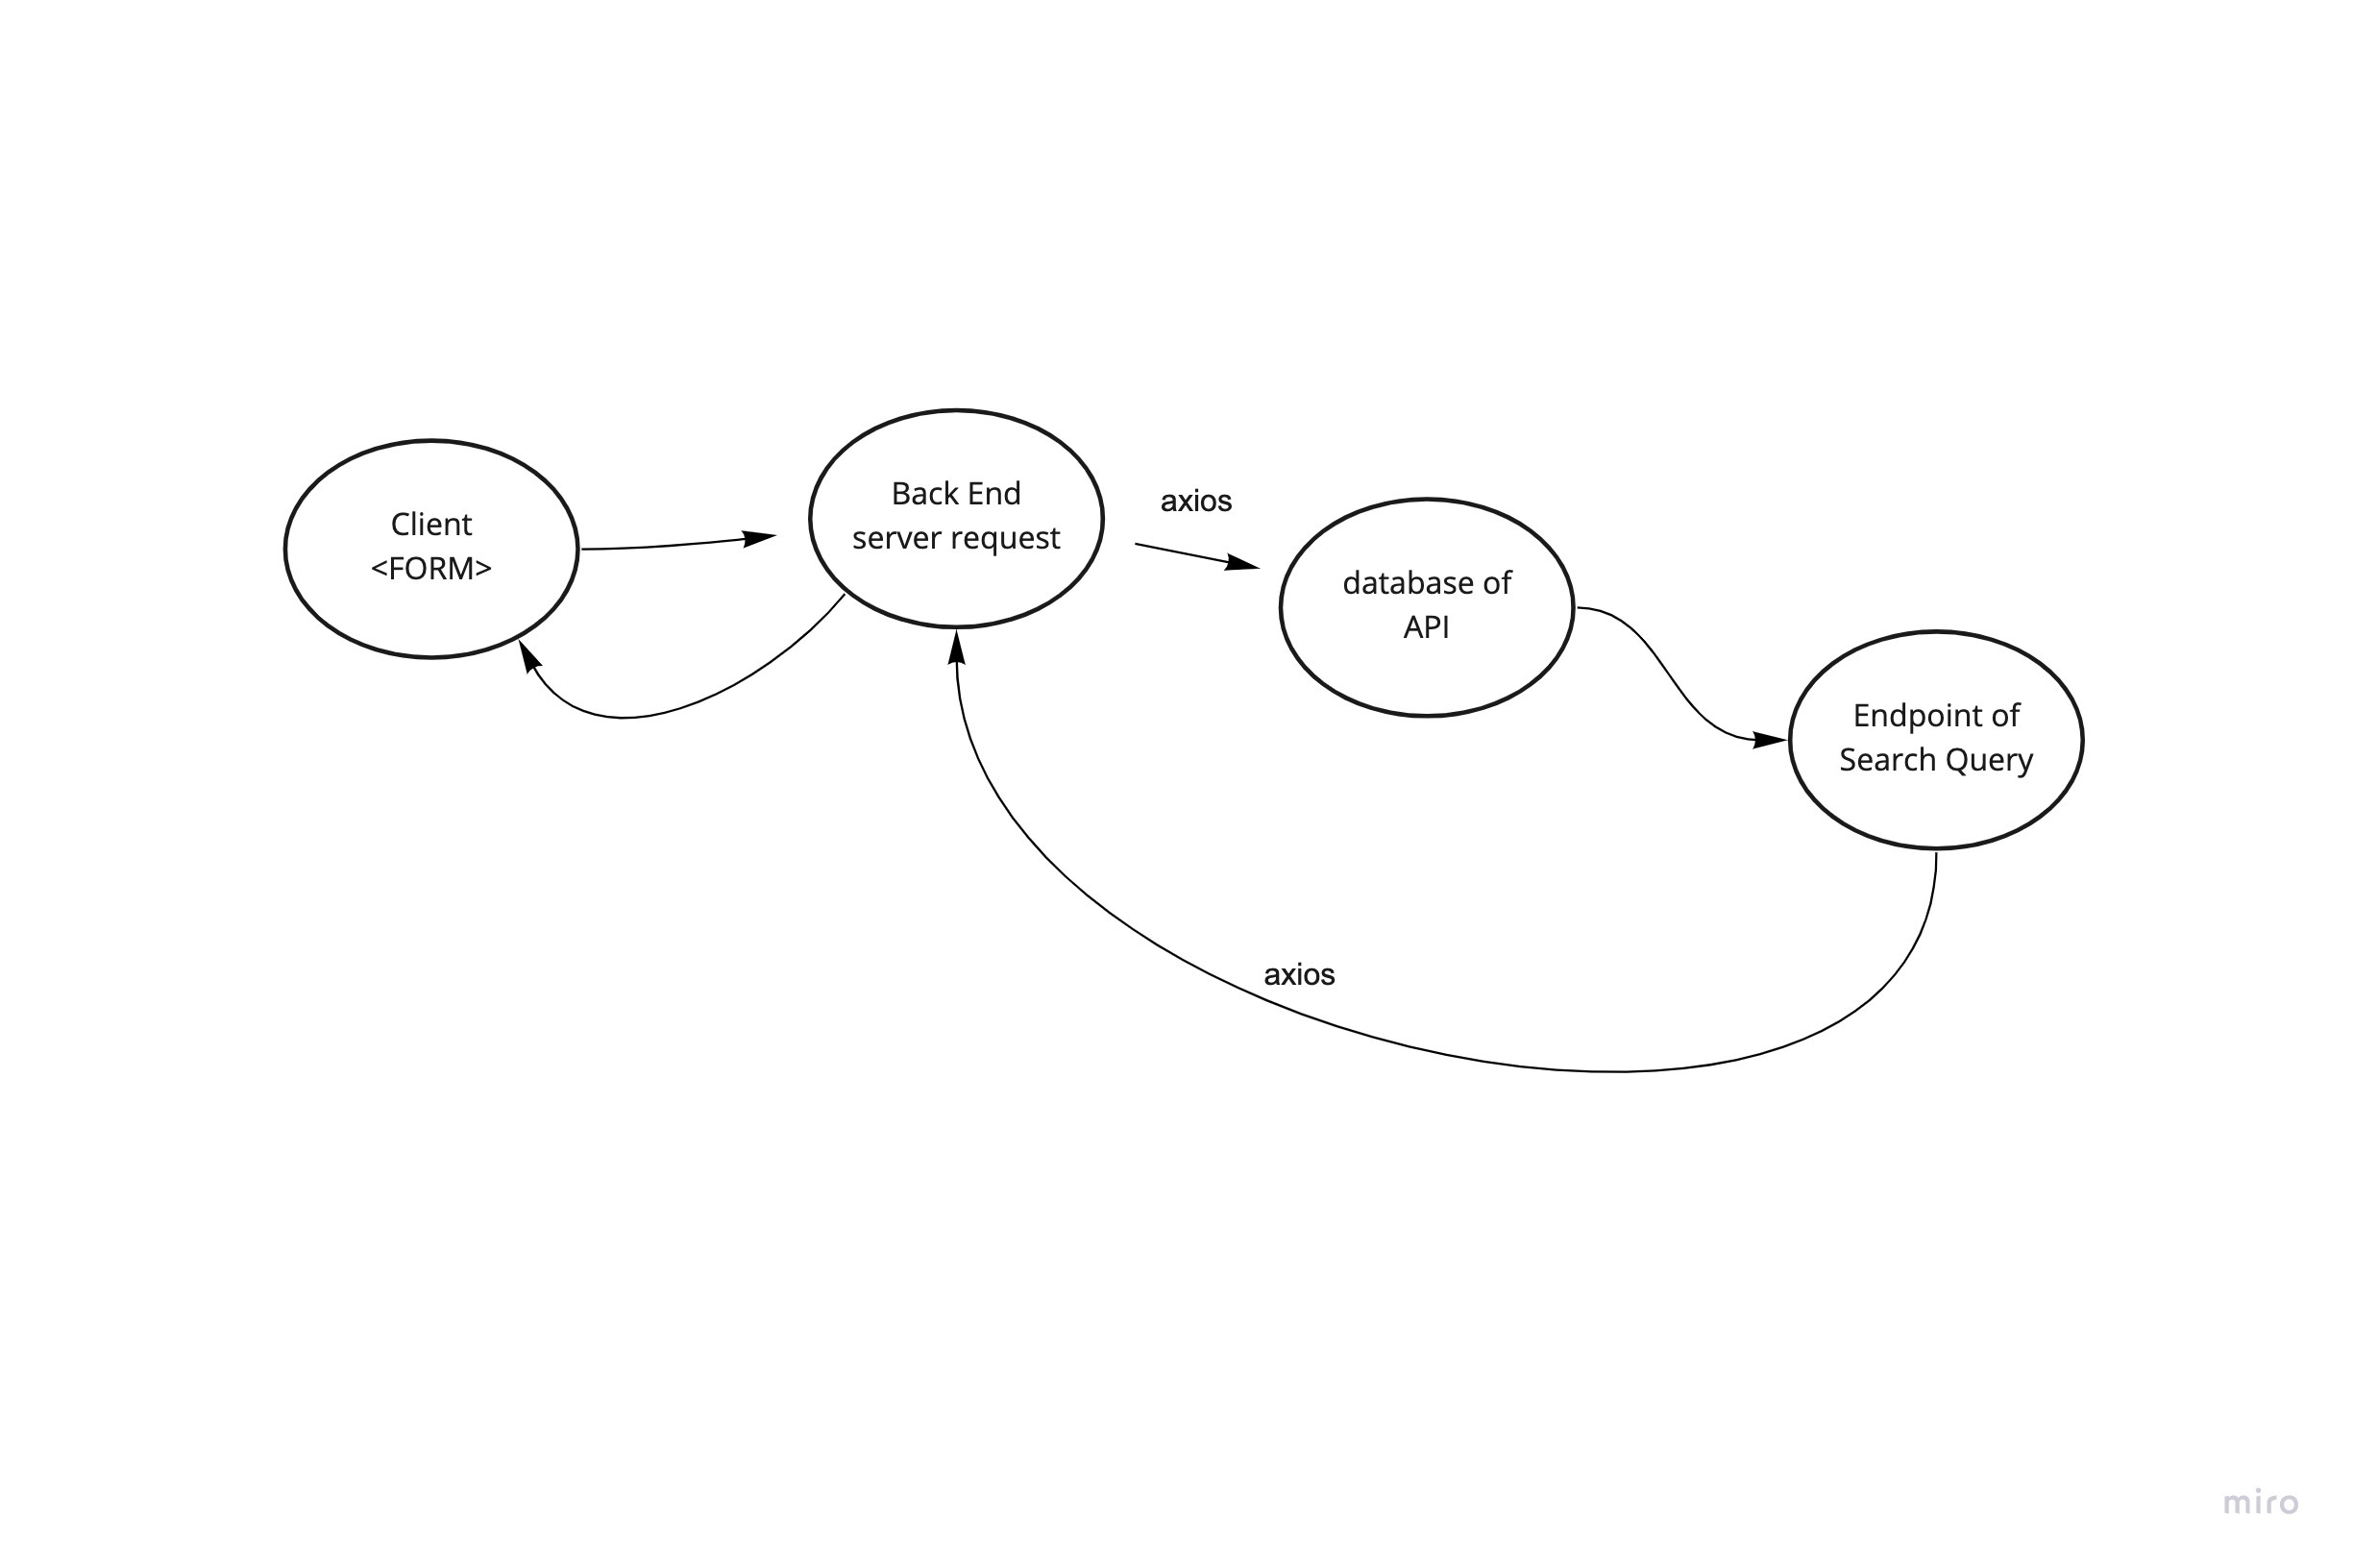 Client
<FORM>
Back End
server request
axios
database of
API
Endpoint of
Search Query
axios
miro